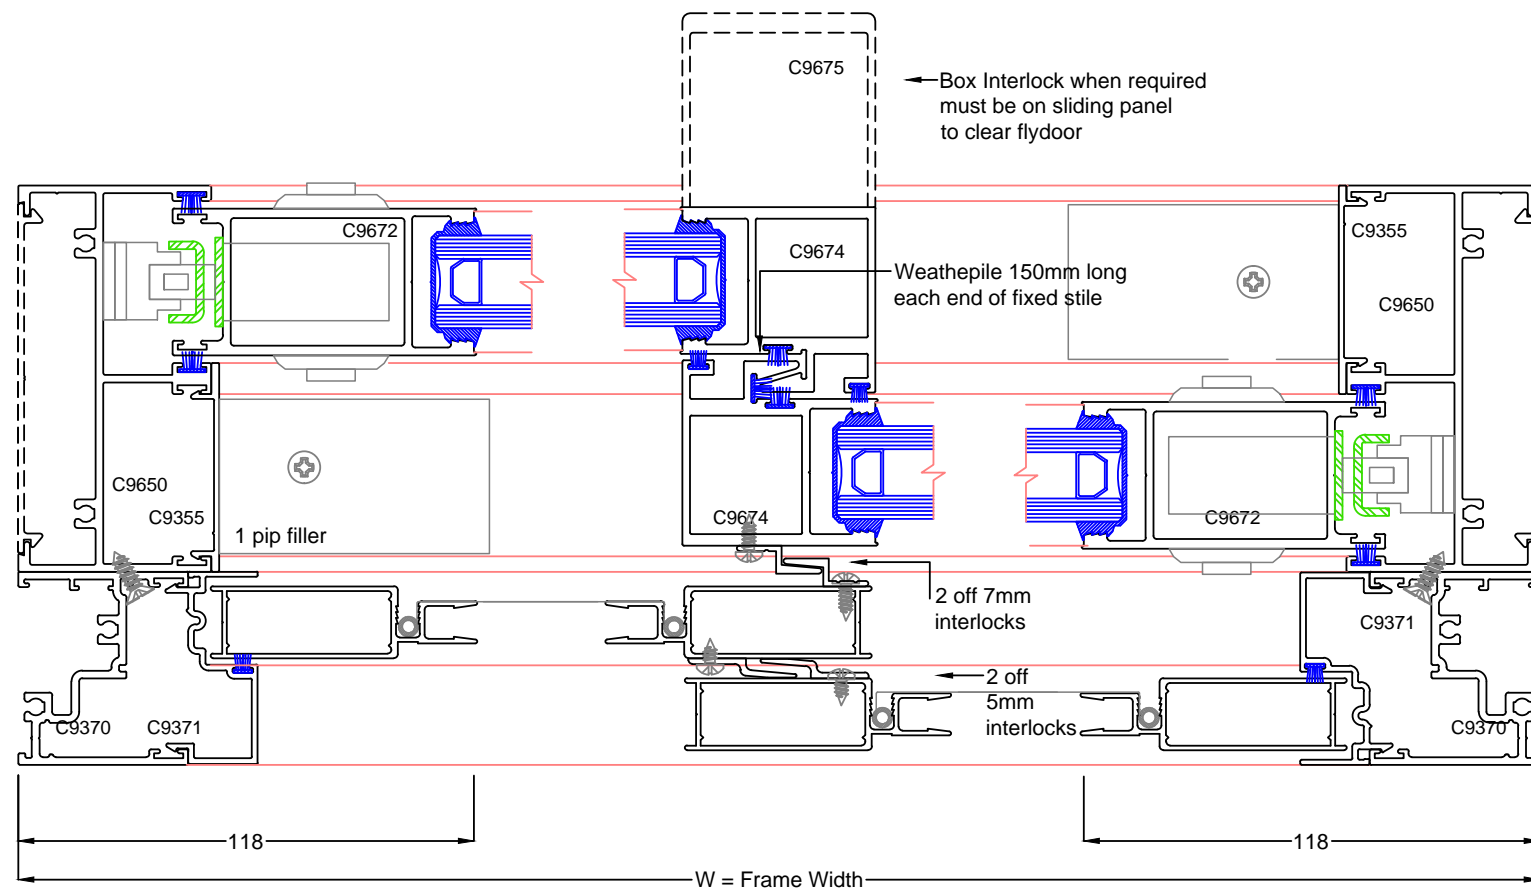 C9675
Box Interlock when required
must be on sliding panel
to clear flydoor
C9672
C9674
C9355
Weathepile 150mm long
each end of fixed stile
C9650
C9650
C9355
C9674
C9672
1 pip filler
2 off 7mm
interlocks
C9371
2 off
5mm
interlocks
C9370
C9371
C9370
118
118
W = Frame Width